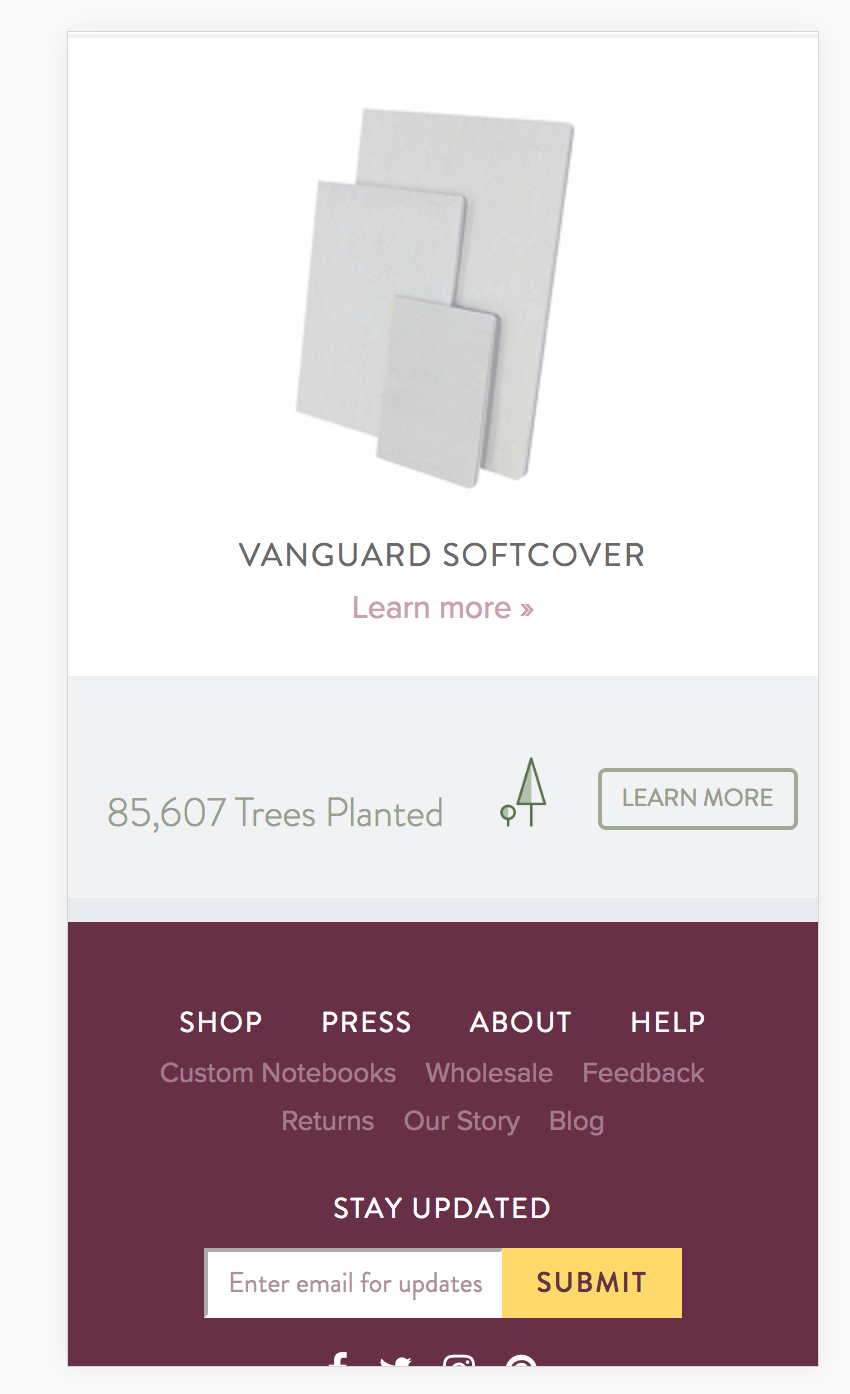 VANGUARD SOFTCOVER
Learn more »
85,607 Trees Planted
LEARN MORE
SHOP PRESS ABOUT HELP
Custom Notebooks Wholesale Feedback
Returns Our Story Blog
STAY UPDATED
Enter email for updates SUBMIT